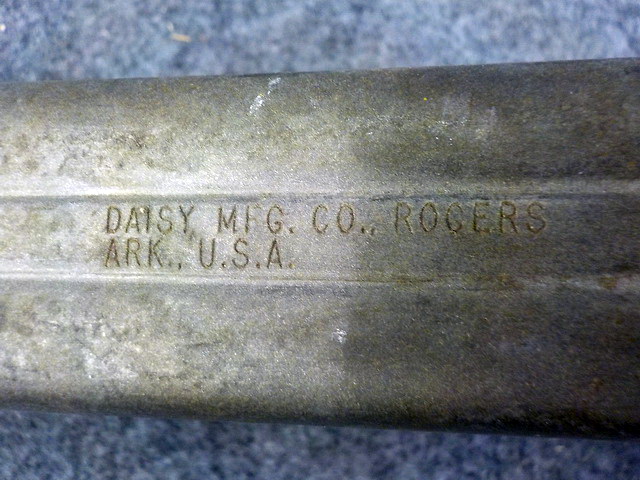 DAISY MFG. CO., ROGERS
ARK., U.S.A.